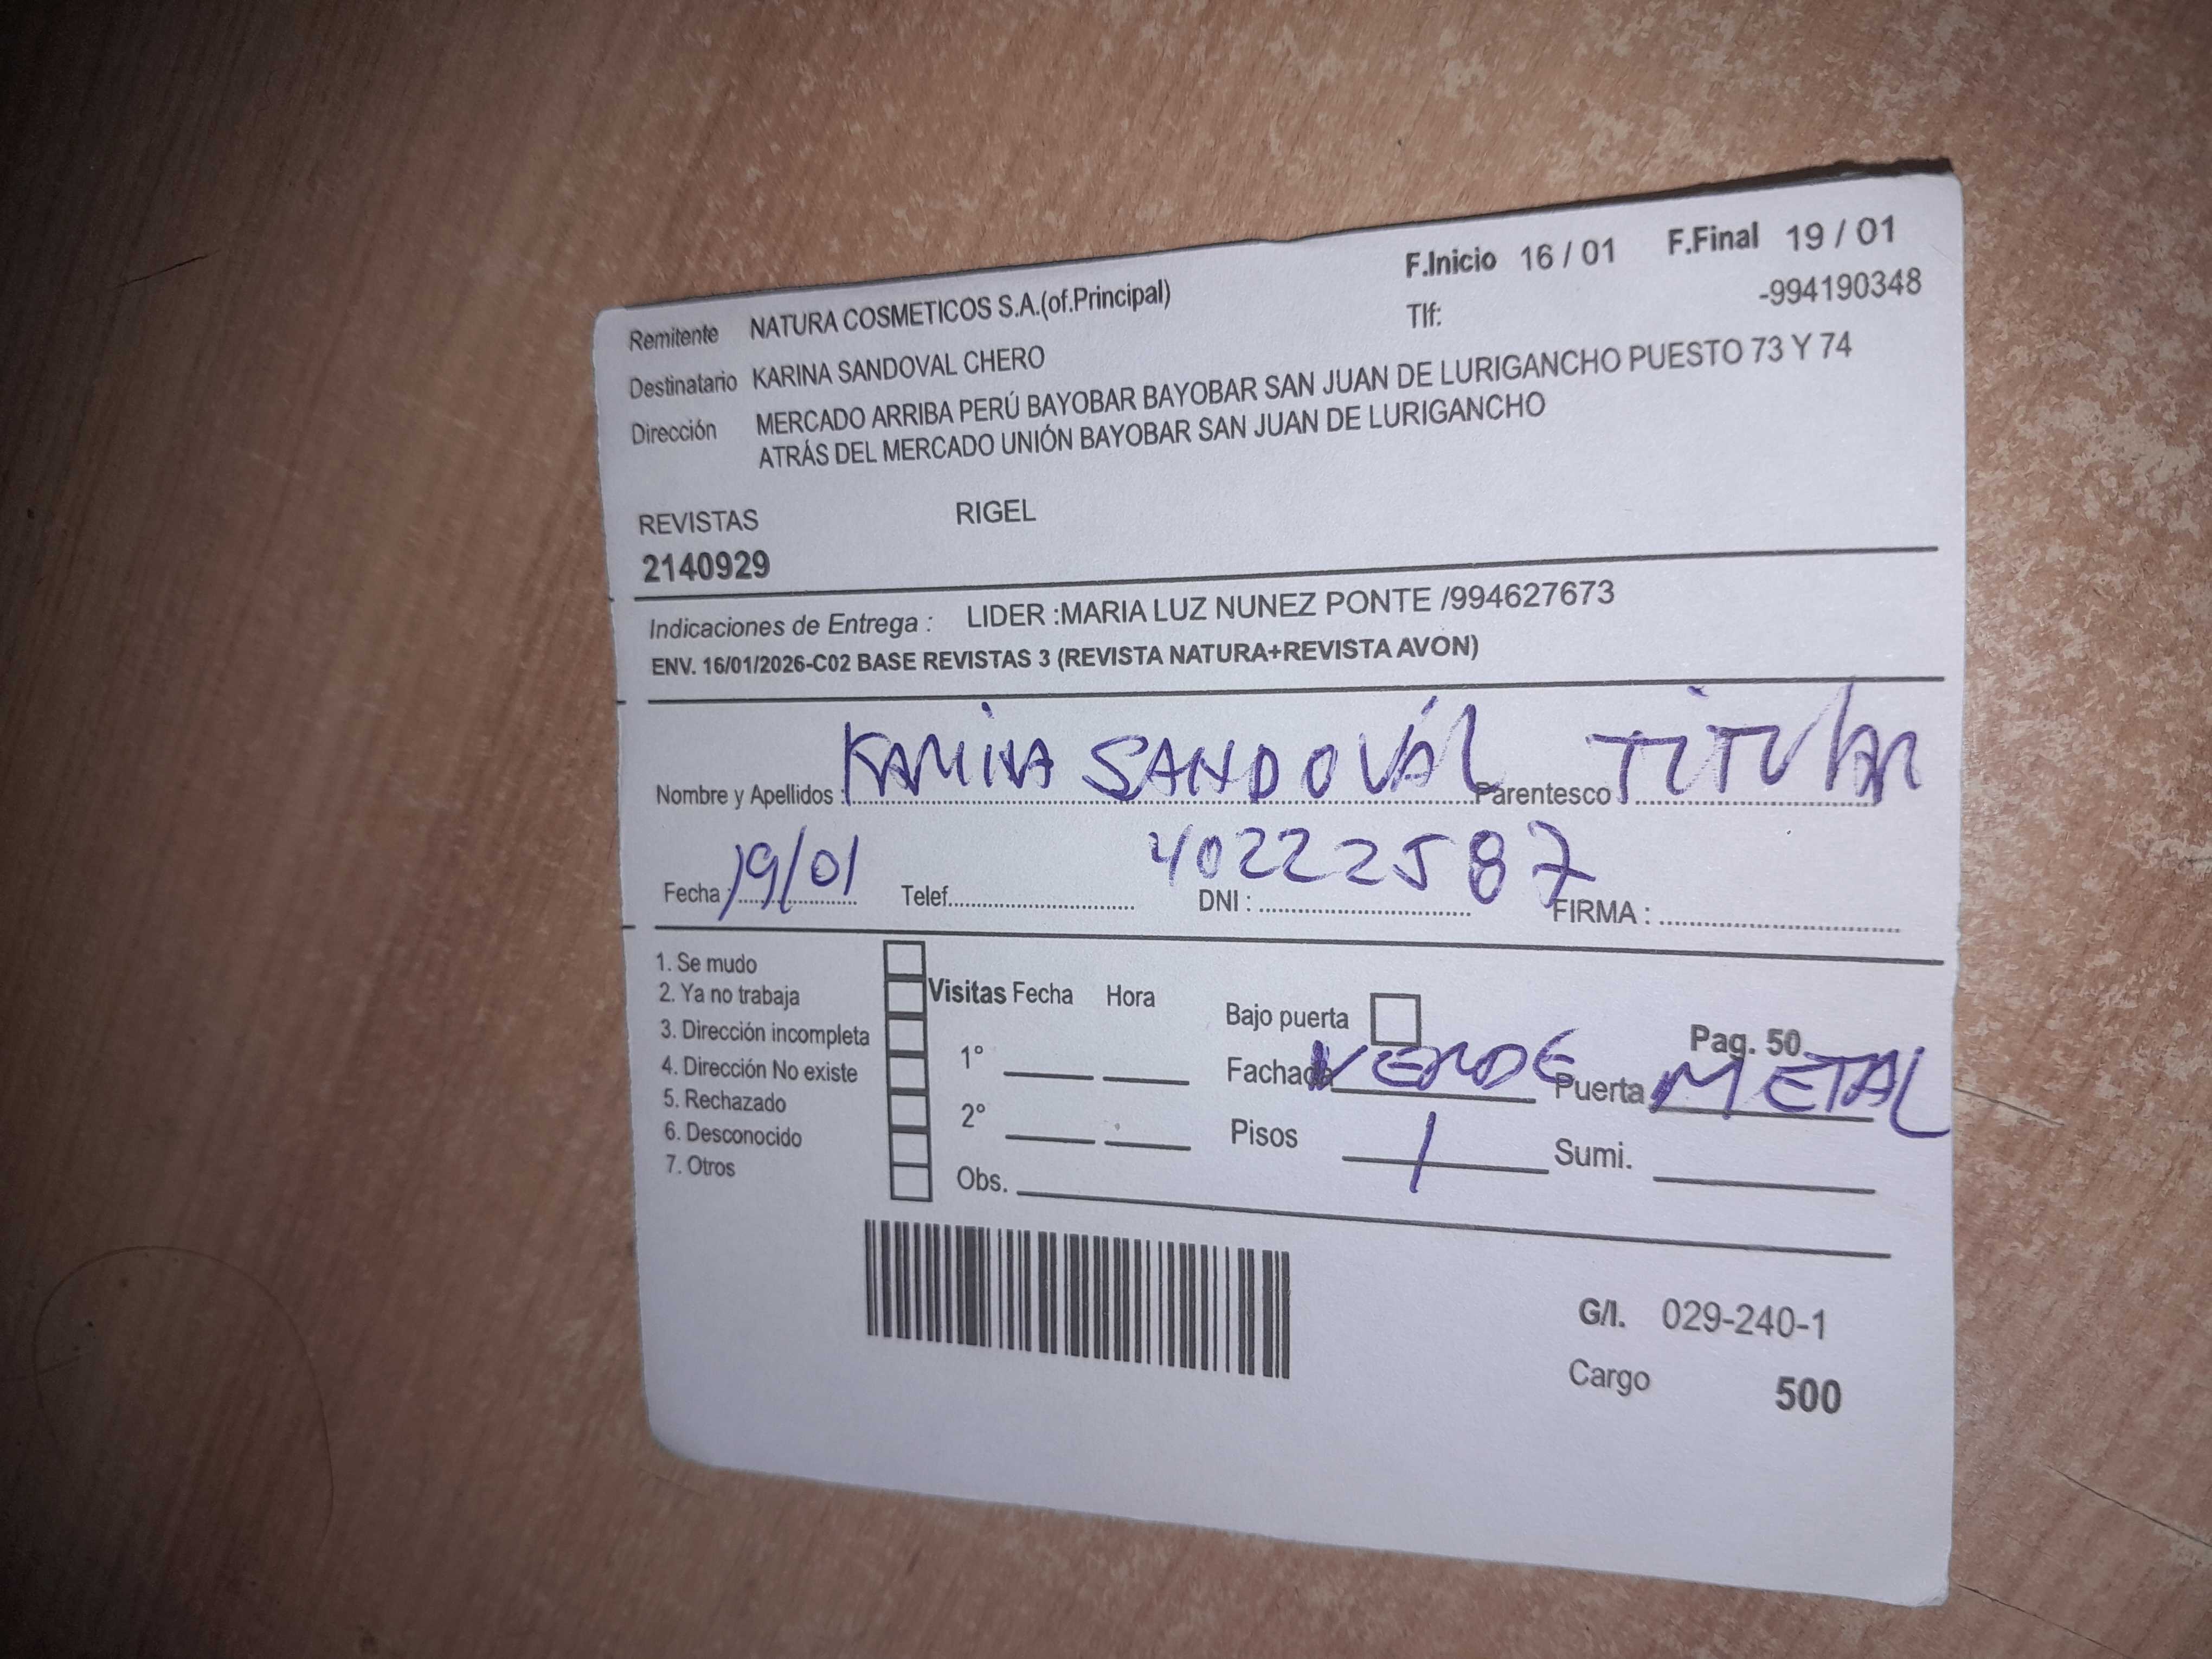 F.Inicio 16 / 01 F.Final 19 / 01
Remitente NATURA COSMETICOS S.A.(of.Principal) Tlf: -994190348
Destinatario KARINA SANDOVAL CHERO
Dirección MERCADO ARRIBA PERÚ BAYOBAR BAYOBAR SAN JUAN DE LURIGANCHO PUESTO 73 Y 74
ATRÁS DEL MERCADO UNIÓN BAYOBAR SAN JUAN DE LURIGANCHO
REVISTAS RIGEL
2140929
Indicaciones de Entrega : LIDER :MARIA LUZ NUNEZ PONTE /994627673
ENV. 16/01/2026-C02 BASE REVISTAS 3 (REVISTA NATURA+REVISTA AVON)
Nombre y Apellidos : KARINA SANDOVAL Parentesco TITULAR
Fecha : 19/01 Telef. DNI : 40222587 FIRMA :
1. Se mudo
2. Ya no trabaja Visitas Fecha Hora Bajo puerta
3. Dirección incompleta Pag. 50
4. Dirección No existe 1° Fachada VERDE Puerta METAL
5. Rechazado
6. Desconocido 2° Pisos 1 Sumi.
7. Otros Obs.
G/I. 029-240-1
Cargo 500